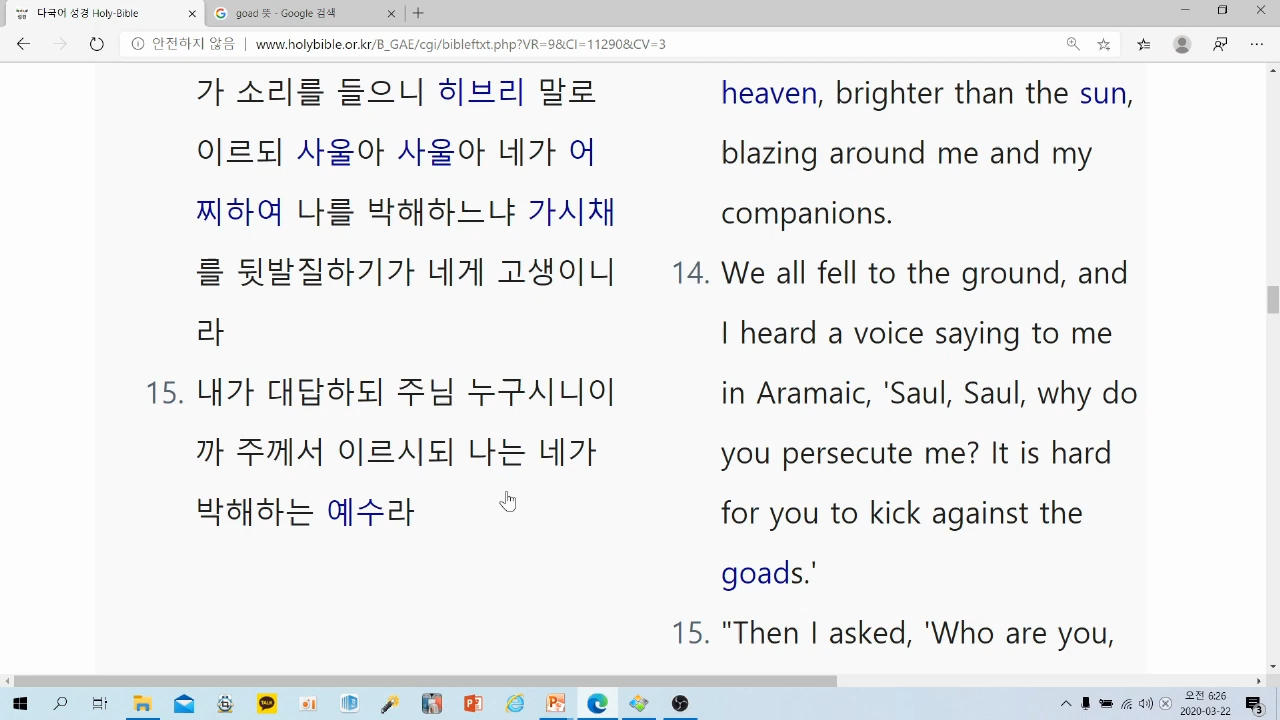 다국어 성경 Holy-Bible
goad 뜻 - Google 검색
안전하지 않음
www.holybible.or.kr/B_GAE/cgi/bibleftxt.php?VR=9&CI=11290&CV=3
가 소리를 들으니 히브리 말로
이르되 사울아 사울아 네가 어
찌하여 나를 박해하느냐 가시채
를 뒷발질하기가 네게 고생이니
라
15. 내가 대답하되 주님 누구시니이
까 주께서 이르시되 나는 네가
박해하는 예수라
heaven, brighter than the sun,
blazing around me and my
companions.
14. We all fell to the ground, and
I heard a voice saying to me
in Aramaic, 'Saul, Saul, why do
you persecute me? It is hard
for you to kick against the
goads.'
15. "Then I asked, 'Who are you,
TALK
오전 6:26
2020-03-22
3